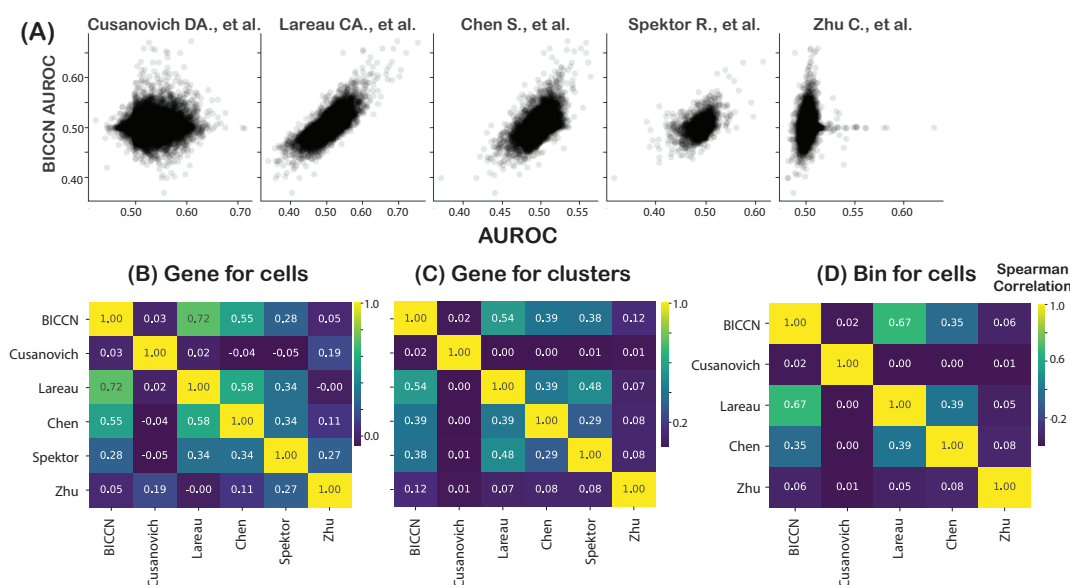 (A)
Cusanovich DA., et al. Lareau CA., et al. Chen S., et al. Spektor R., et al. Zhu C., et al.
BICCN AUROC
0.60
0.50
0.40
0.50 0.60 0.70 0.40 0.50 0.60 0.70 0.40 0.45 0.50 0.55 0.40 0.50 0.60 0.50 0.55 0.60
AUROC
(B) Gene for cells
BICCN 1.00 0.03 0.72 0.55 0.28 0.05
Cusanovich 0.03 1.00 0.02 -0.04 -0.05 0.19
Lareau 0.72 0.02 1.00 0.58 0.34 -0.00
Chen 0.55 -0.04 0.58 1.00 0.34 0.11
Spektor 0.28 -0.05 0.34 0.34 1.00 0.27
Zhu 0.05 0.19 -0.00 0.11 0.27 1.00
BICCN Cusanovich Lareau Chen Spektor Zhu
1.0
0.0
(C) Gene for clusters
1.00 0.02 0.54 0.39 0.38 0.12
0.02 1.00 0.00 0.00 0.01 0.01
0.54 0.00 1.00 0.39 0.48 0.07
0.39 0.00 0.39 1.00 0.29 0.08
0.38 0.01 0.48 0.29 1.00 0.08
0.12 0.01 0.07 0.08 0.08 1.00
BICCN Cusanovich Lareau Chen Spektor Zhu
1.0
0.2
(D) Bin for cells
Spearman
Correlation
BICCN 1.00 0.02 0.67 0.35 0.06
Cusanovich 0.02 1.00 0.00 0.00 0.01
Lareau 0.67 0.00 1.00 0.39 0.05
Chen 0.35 0.00 0.39 1.00 0.08
Zhu 0.06 0.01 0.05 0.08 1.00
BICCN Cusanovich Lareau Chen Zhu
1.0
0.6
0.2